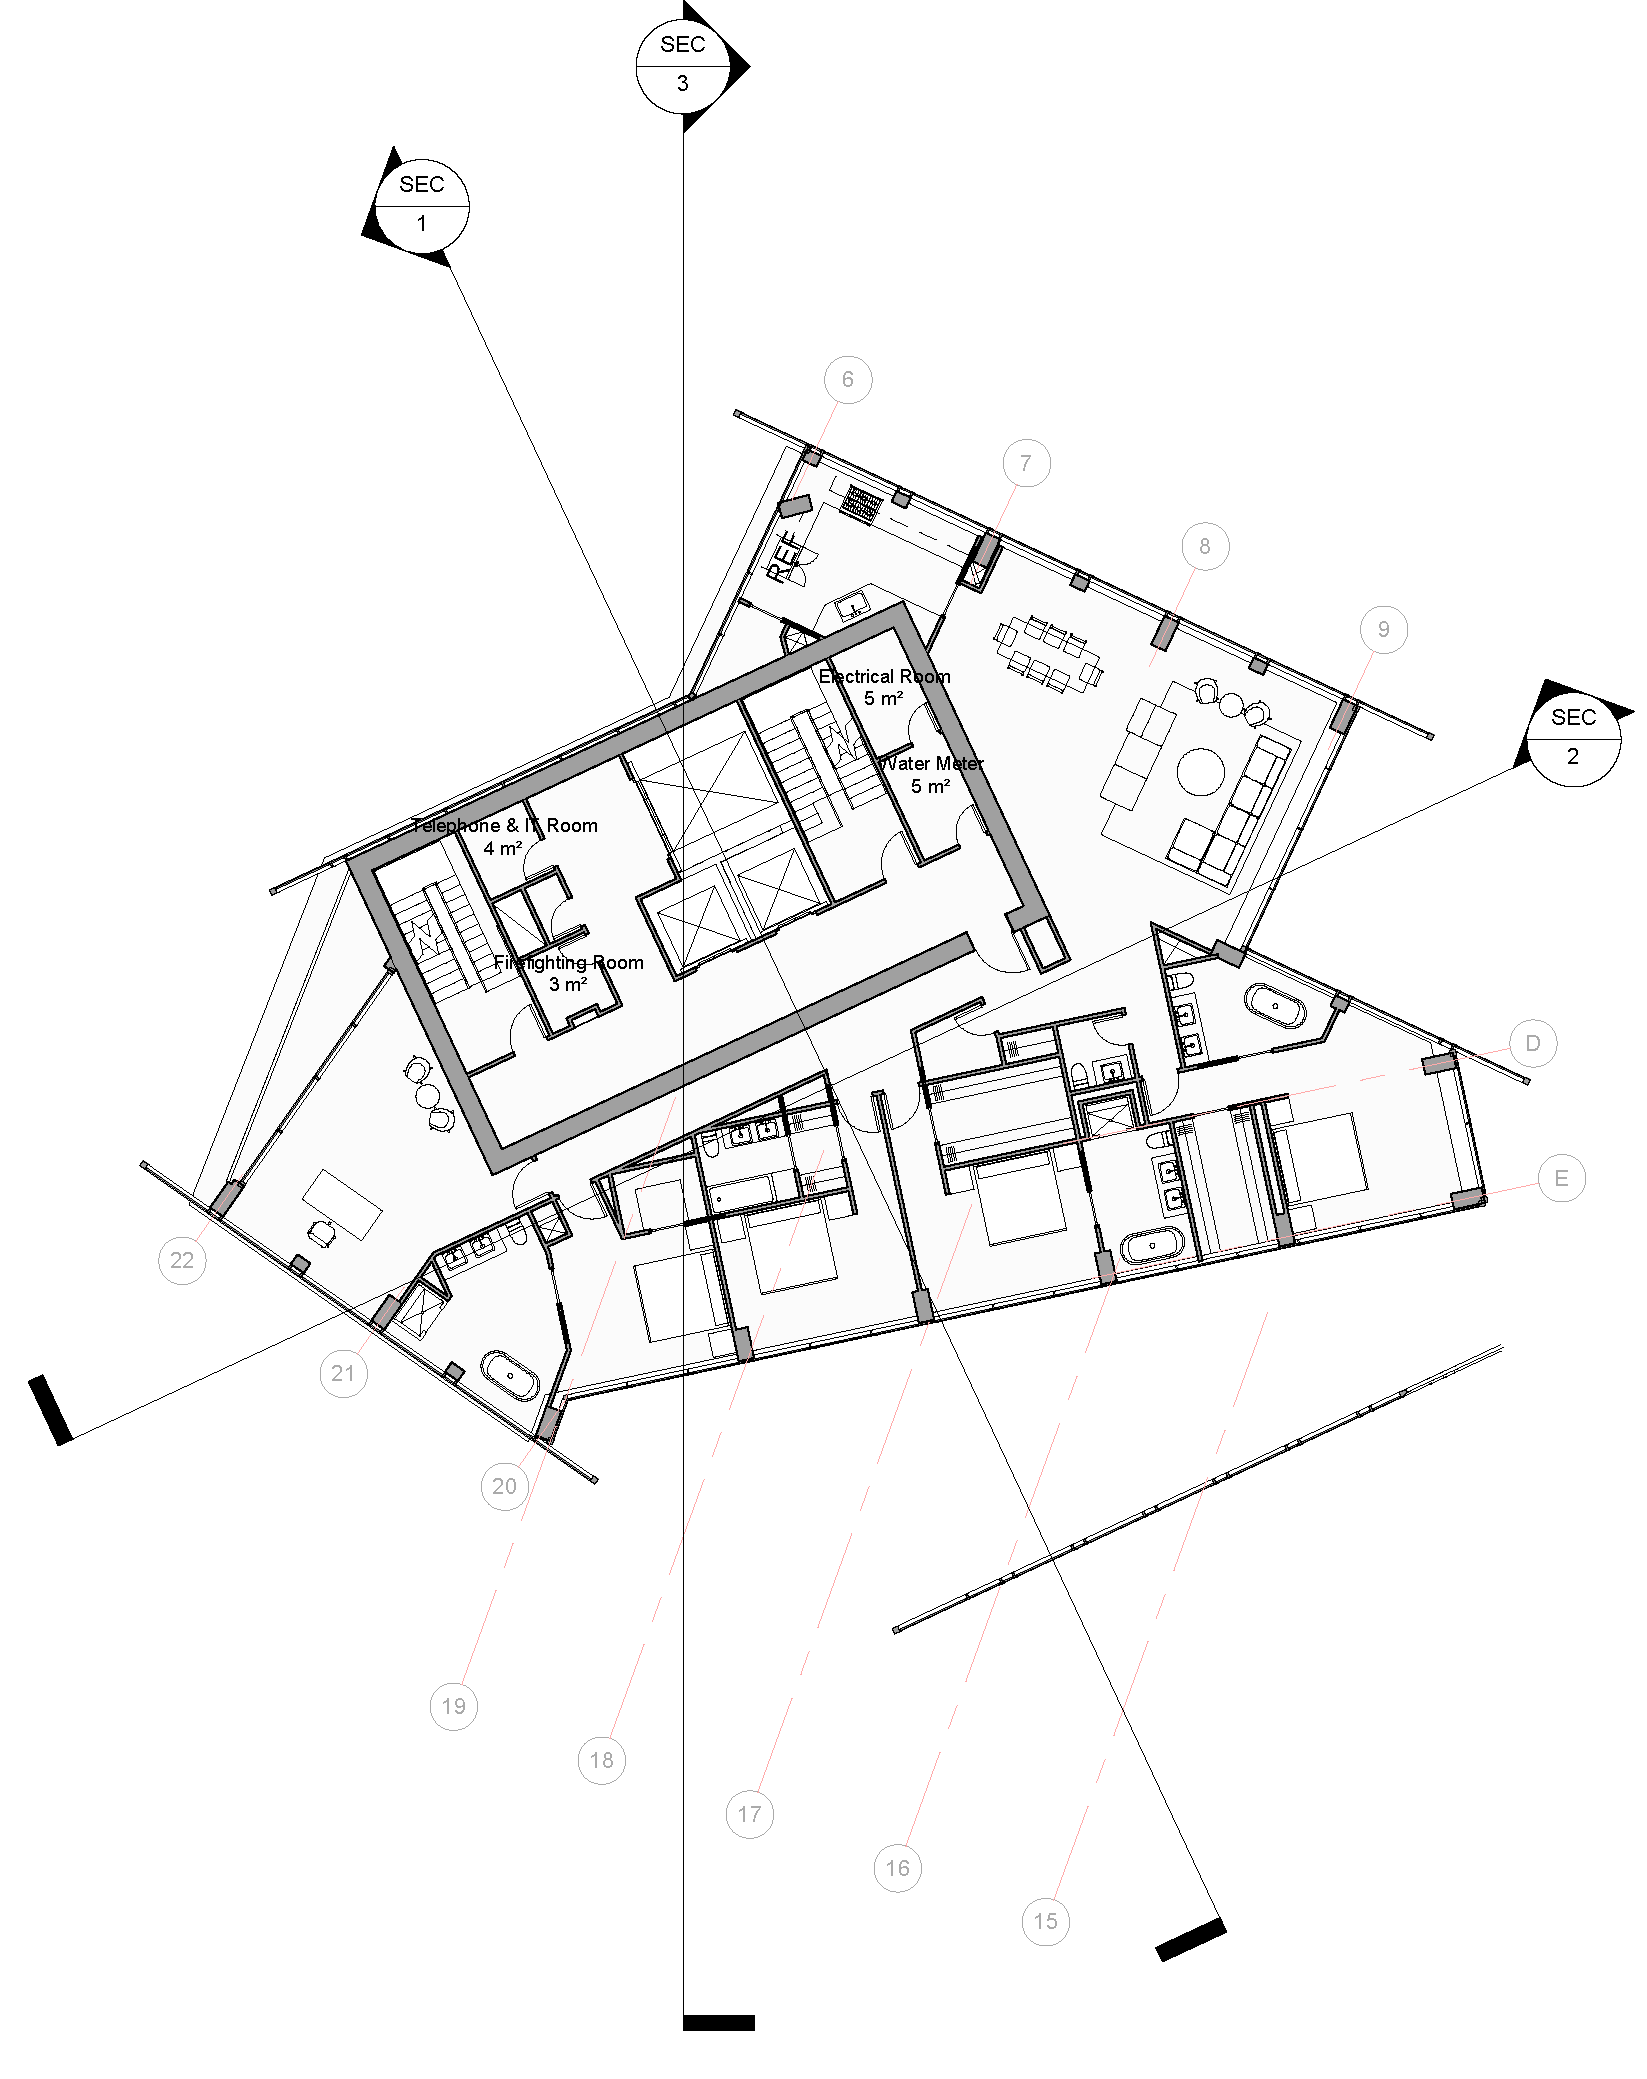 SEC
3
SEC
1
6
7
8
9
REF
SEC
2
Electrical Room
5 m²
Water Meter
5 m²
Telephone & IT Room
4 m²
Firefighting Room
3 m²
D
E
22
21
20
19
18
17
16
15